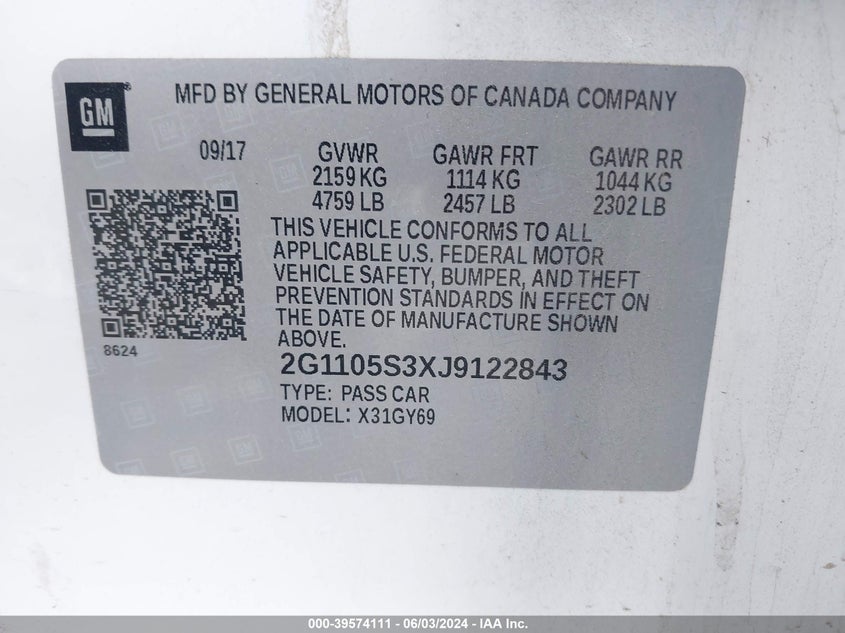 GM
MFD BY GENERAL MOTORS OF CANADA COMPANY
09/17 GVWR GAWR FRT GAWR RR
2159 KG 1114 KG 1044 KG
4759 LB 2457 LB 2302 LB
THIS VEHICLE CONFORMS TO ALL
APPLICABLE U.S. FEDERAL MOTOR
VEHICLE SAFETY, BUMPER, AND THEFT
PREVENTION STANDARDS IN EFFECT ON
THE DATE OF MANUFACTURE SHOWN
ABOVE.
8624
2G1105S3XJ9122843
TYPE: PASS CAR
MODEL: X31GY69
000-39574111 - 06/03/2024 - IAA Inc.